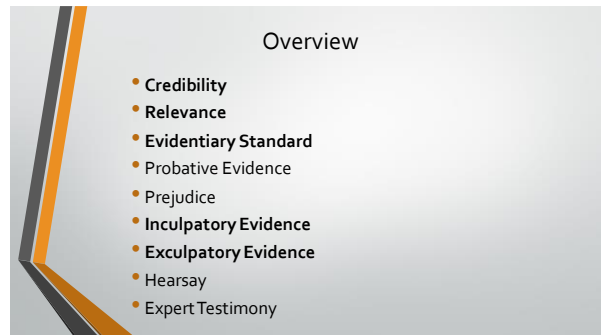 Overview
• Credibility
• Relevance
• Evidentiary Standard
• Probative Evidence
• Prejudice
• Inculpatory Evidence
• Exculpatory Evidence
• Hearsay
• Expert Testimony